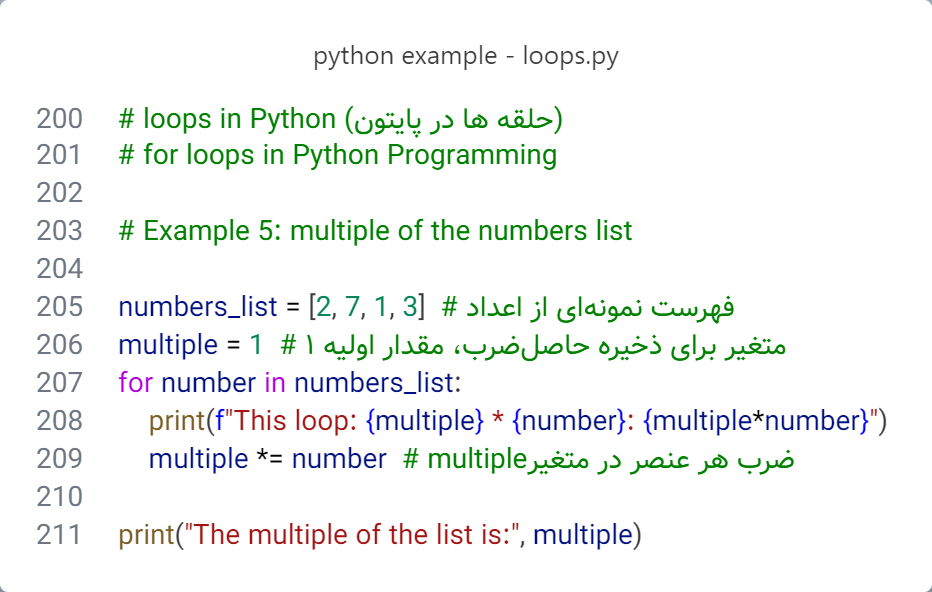 python example - loops.py
200 # loops in Python (حلقه ها در پایتون)
201 # for loops in Python Programming
202
203 # Example 5: multiple of the numbers list
204
205 numbers_list = [2, 7, 1, 3]  # فهرست نمونه‌ای از اعداد
206 multiple = 1  # متغیر برای ذخیره حاصل‌ضرب، مقدار اولیه ۱
207 for number in numbers_list:
208     print(f"This loop: {multiple} * {number}: {multiple*number}")
209     multiple *= number  # multipleضرب هر عنصر در متغیر
210
211 print("The multiple of the list is:", multiple)